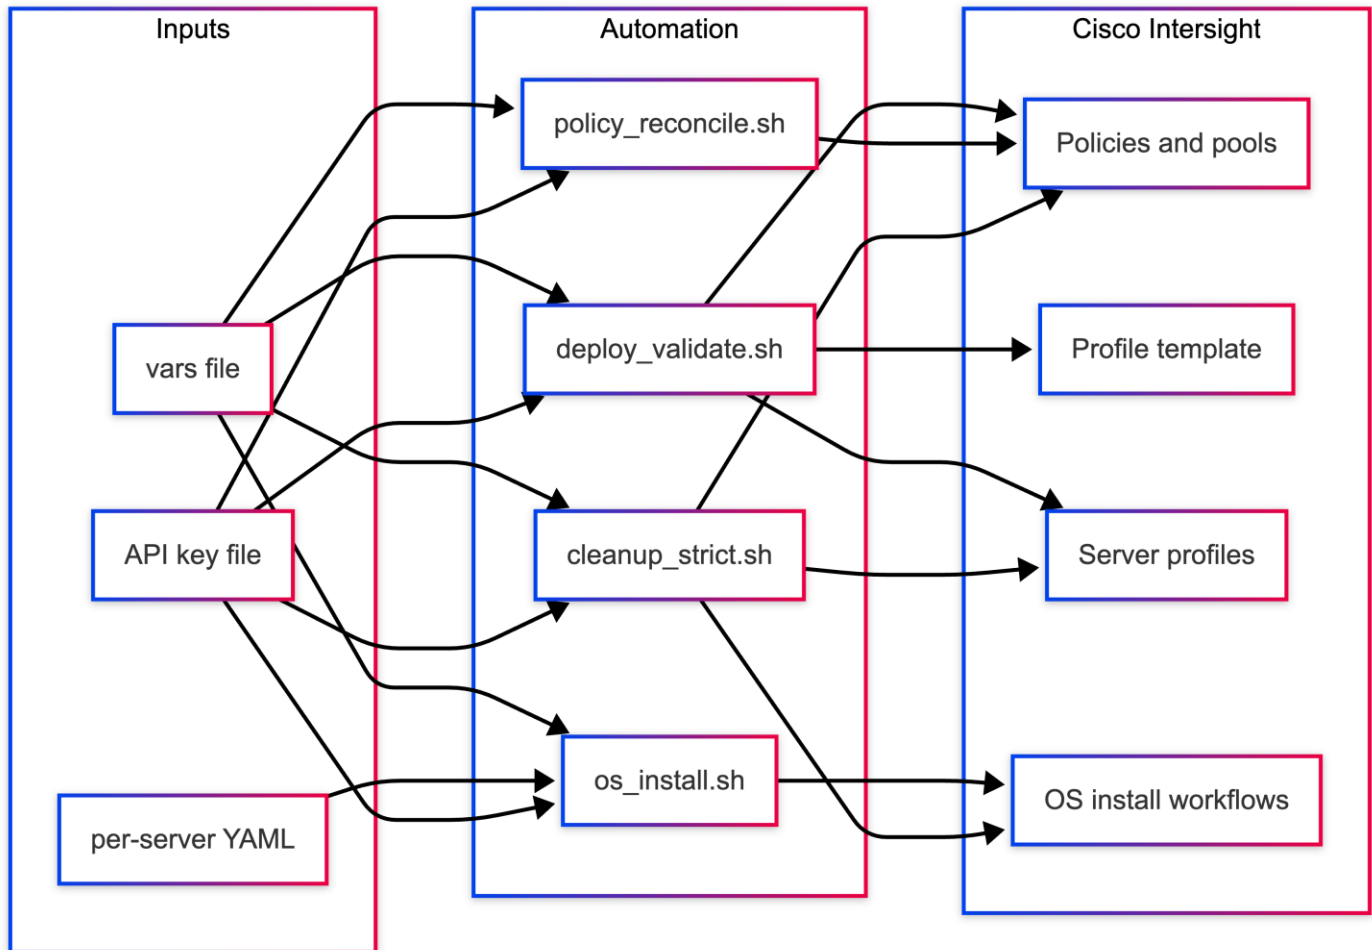 Inputs
Automation
Cisco Intersight
policy_reconcile.sh
Policies and pools
vars file
deploy_validate.sh
Profile template
API key file
cleanup_strict.sh
Server profiles
per-server YAML
os_install.sh
OS install workflows